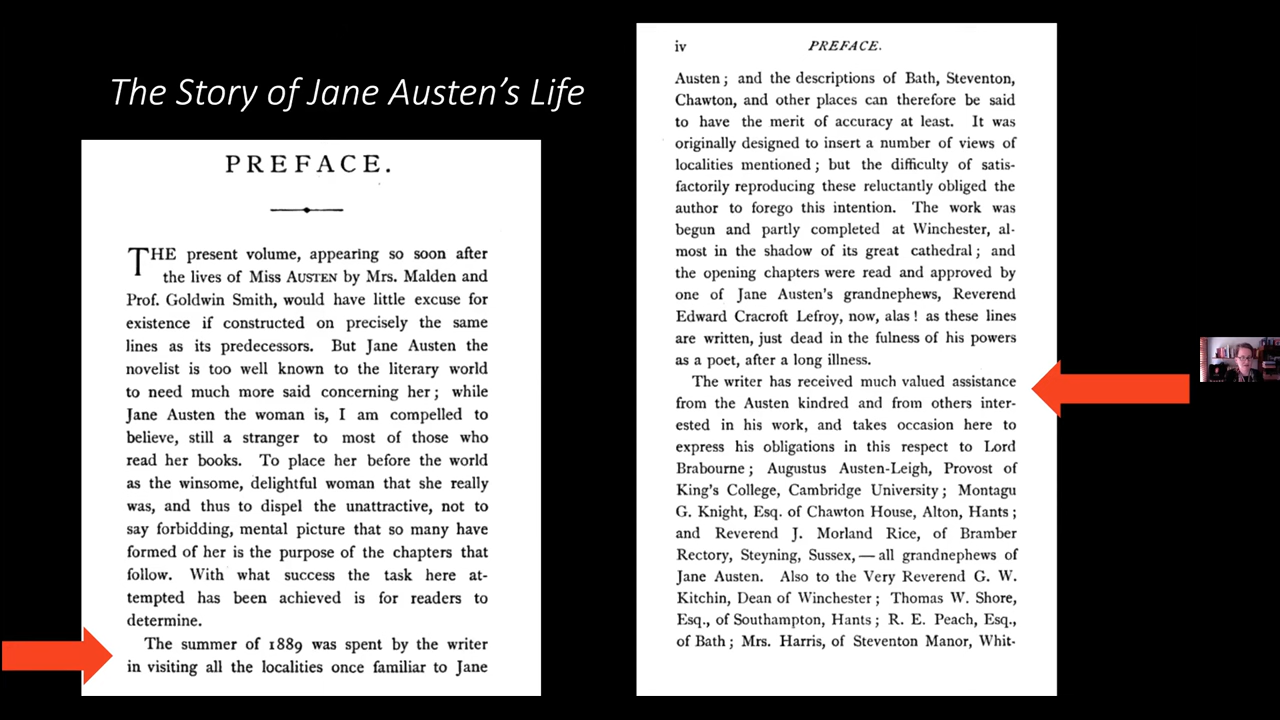 The Story of Jane Austen's Life
PREFACE.
THE present volume, appearing so soon after
the lives of Miss AUSTEN by Mrs. Malden and
Prof. Goldwin Smith, would have little excuse for
existence if constructed on precisely the same
lines as its predecessors. But Jane Austen the
novelist is too well known to the literary world
to need much more said concerning her; while
Jane Austen the woman is, I am compelled to
believe, still a stranger to most of those who
read her books. To place her before the world
as the winsome, delightful woman that she really
was, and thus to dispel the unattractive, not to
say forbidding, mental picture that so many have
formed of her is the purpose of the chapters that
follow. With what success the task here at-
tempted has been achieved is for readers to
determine.
The summer of 1889 was spent by the writer
in visiting all the localities once familiar to Jane
iv PREFACE.
Austen; and the descriptions of Bath, Steventon,
Chawton, and other places can therefore be said
to have the merit of accuracy at least. It was
originally designed to insert a number of views of
localities mentioned; but the difficulty of satis-
factorily reproducing these reluctantly obliged the
author to forego this intention. The work was
begun and partly completed at Winchester, al-
most in the shadow of its great cathedral; and
the opening chapters were read and approved by
one of Jane Austen's grandnephews, Reverend
Edward Cracroft Lefroy, now, alas! as these lines
are written, just dead in the fulness of his powers
as a poet, after a long illness.
The writer has received much valued assistance
from the Austen kindred and from others inter-
ested in his work, and takes occasion here to
express his obligations in this respect to Lord
Brabourne; Augustus Austen-Leigh, Provost of
King's College, Cambridge University; Montagu
G. Knight, Esq. of Chawton House, Alton, Hants;
and Reverend J. Morland Rice, of Bramber
Rectory, Steyning, Sussex,—all grandnephews of
Jane Austen. Also to the Very Reverend G. W.
Kitchin, Dean of Winchester; Thomas W. Shore,
Esq., of Southampton, Hants; R. E. Peach, Esq.,
of Bath; Mrs. Harris, of Steventon Manor, Whit-